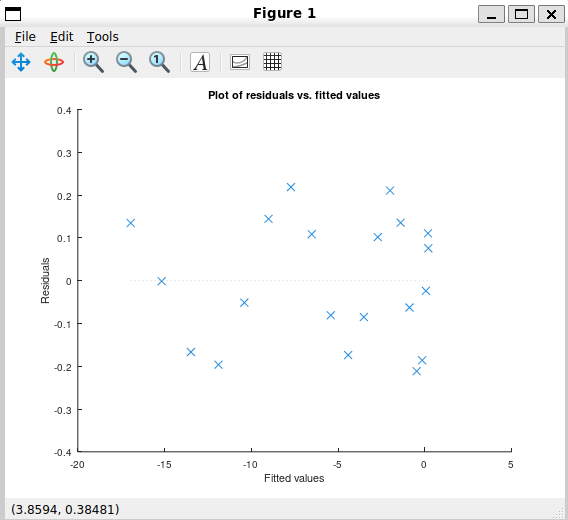 Figure 1
File Edit Tools
1 A
Plot of residuals vs. fitted values
0.4
0.3
0.2
0.1
0
-0.1
-0.2
-0.3
-0.4
Residuals
-20 -15 -10 -5 0 5
Fitted values
(3.8594, 0.38481)